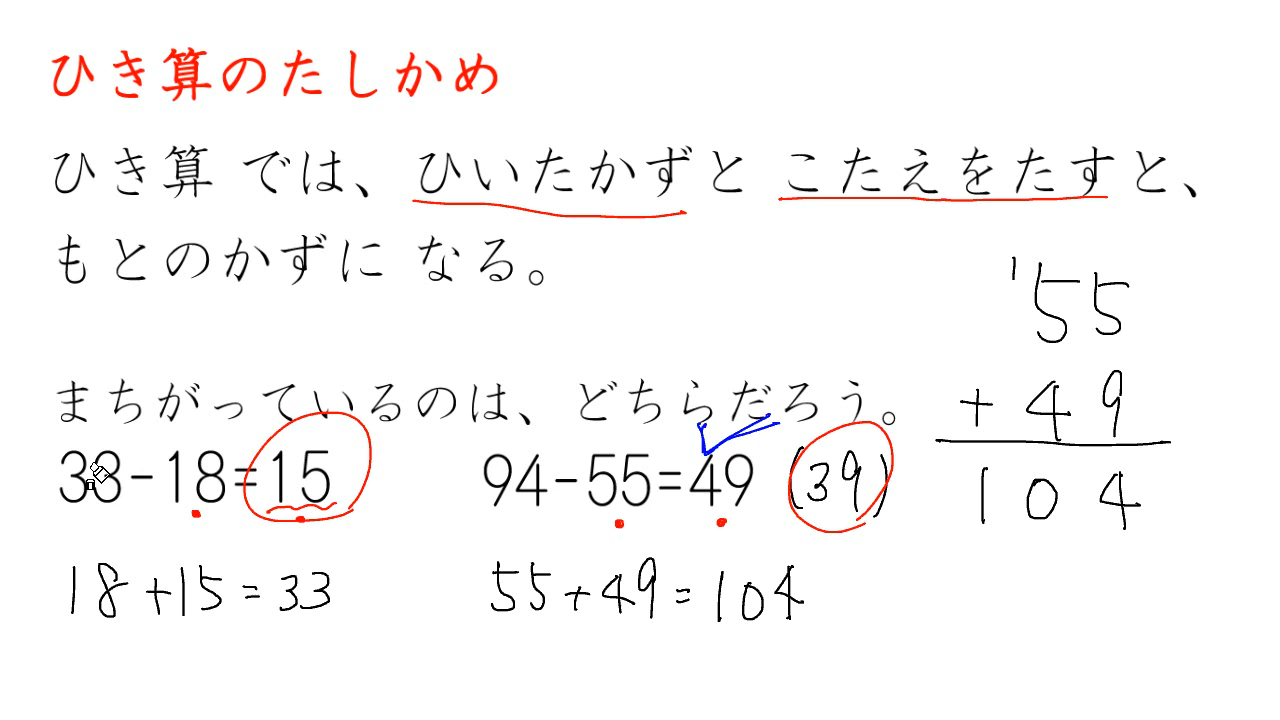 ひき算のたしかめ
ひき算 では、ひいたかずと こたえをたすと、
もとのかずに なる。
まちがっているのは、どちらだろう。
33-18=15
94-55=49 (39)
18+15=33
55+49=104
'55
+49
104